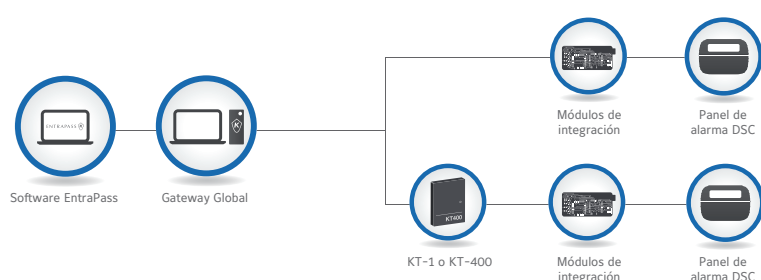 ENTRAPASS K
K
Módulos de
integración
Panel de
alarma DSC
Software EntraPass
Gateway Global
KT400
KT-1 o KT-400
Módulos de
integración
Panel de
alarma DSC